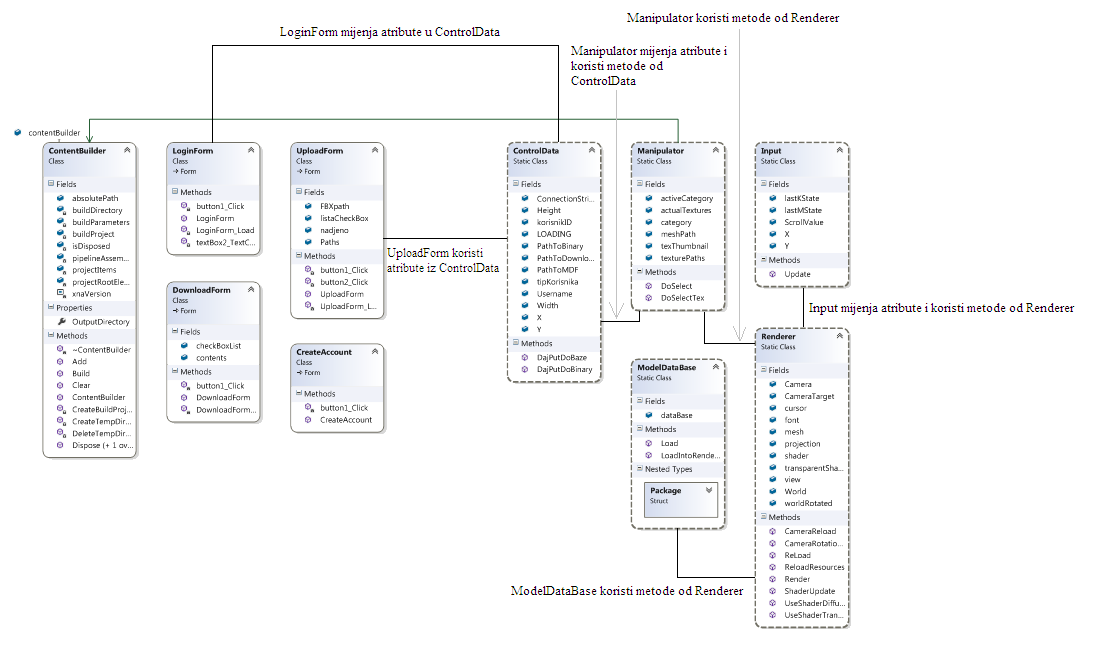 Manipulator koristi metode od Renderer
LoginForm mijenja atribute u ControlData
Manipulator mijenja atribute i
koristi metode od
ControlData
contentBuilder
ContentBuilder
Class
Fields
absolutePath
buildDirectory
buildParameters
buildProject
isDisposed
pipelineAssem...
projectItems
projectRootEle...
xnaVersion
Properties
OutputDirectory
Methods
~ContentBuilder
Add
Build
Clear
ContentBuilder
CreateBuildProj...
CreateTempDir...
DeleteTempDir...
Dispose (+ 1 ov...
LoginForm
Class
→ Form
Methods
button1_Click
LoginForm
LoginForm_Load
textBox2_TextC...
DownloadForm
Class
→ Form
Fields
checkBoxList
contents
Methods
button1_Click
DownloadForm
DownloadForm...
UploadForm
Class
→ Form
Fields
FBXpath
listaCheckBox
nadjeno
Paths
Methods
button1_Click
button2_Click
UploadForm
UploadForm_L...
CreateAccount
Class
→ Form
Methods
button1_Click
CreateAccount
UploadForm koristi
atribute iz ControlData
ControlData
Static Class
Fields
ConnectionStri...
Height
korisnikID
LOADING
PathToBinary
PathToDownlo...
PathToMDF
tipKorisnika
Username
Width
X
Y
Methods
DajPutDoBaze
DajPutDoBinary
Manipulator
Static Class
Fields
activeCategory
actualTextures
category
meshPath
texThumbnail
texturePaths
Methods
DoSelect
DoSelectTex
ModelDataBase
Static Class
Fields
dataBase
Methods
Load
LoadIntoRende...
Nested Types
Package
Struct
Input
Static Class
Fields
lastKState
lastMState
ScrollValue
X
Y
Methods
Update
Input mijenja atribute i koristi metode od Renderer
Renderer
Static Class
Fields
Camera
CameraTarget
cursor
font
mesh
projection
shader
transparentSha...
view
World
worldRotated
Methods
CameraReload
CameraRotatio...
ReLoad
ReloadResources
Render
ShaderUpdate
UseShaderDiffu...
UseShaderTran...
ModelDataBase koristi metode od Renderer